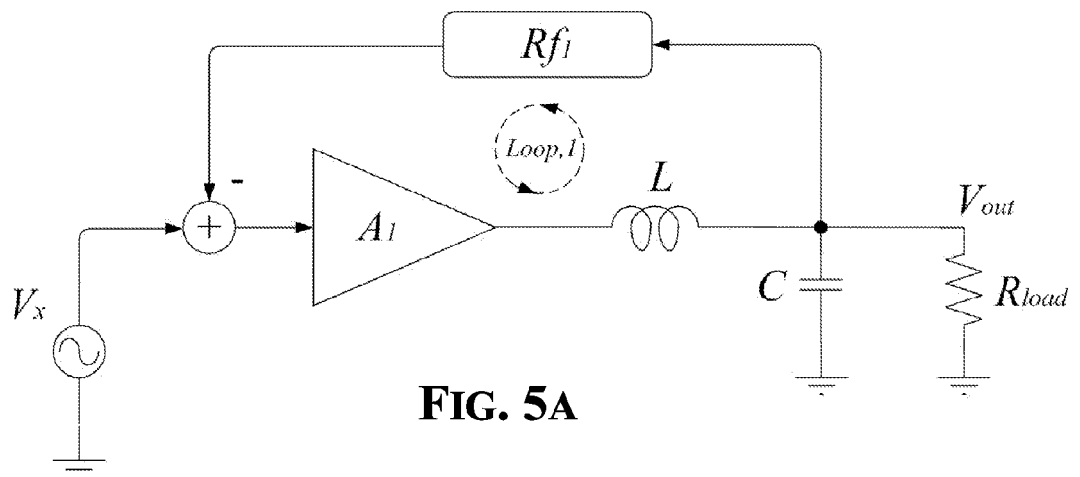 Rf1
Loop,1
-
+
A1
L
Vout
Vx
C
Rload
FIG. 5A